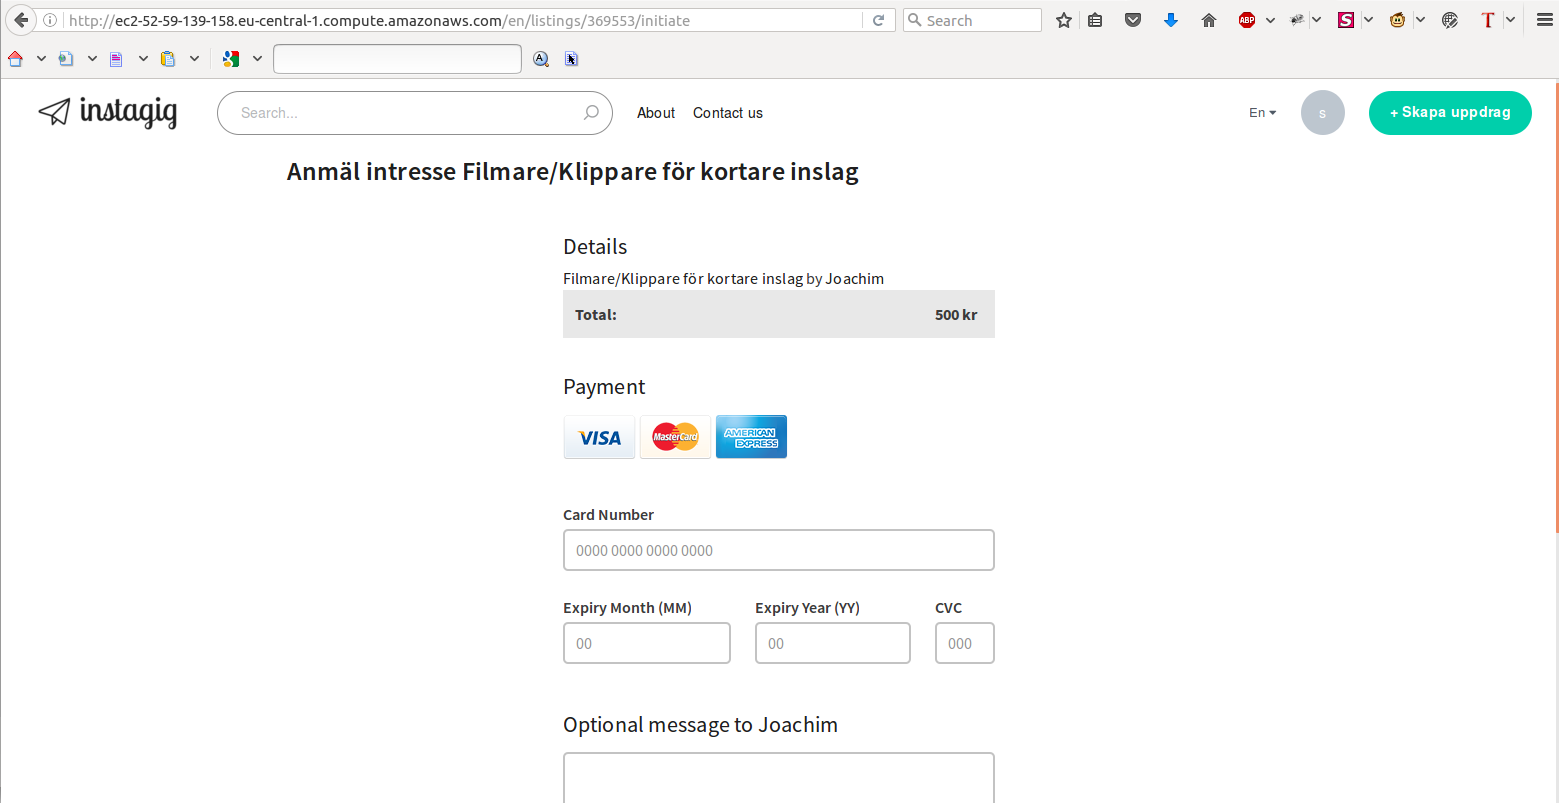 http://ec2-52-59-139-158.eu-central-1.compute.amazonaws.com/en/listings/369553/initiate
Search
ABP
S
T
A
instagig
Search...
About
Contact us
En
s
+ Skapa uppdrag
Anmäl intresse Filmare/Klippare för kortare inslag
Details
Filmare/Klippare för kortare inslag by Joachim
Total: 500 kr
Payment
VISA
MasterCard
AMERICAN EXPRESS
Card Number
0000 0000 0000 0000
Expiry Month (MM)
Expiry Year (YY)
CVC
00
00
000
Optional message to Joachim